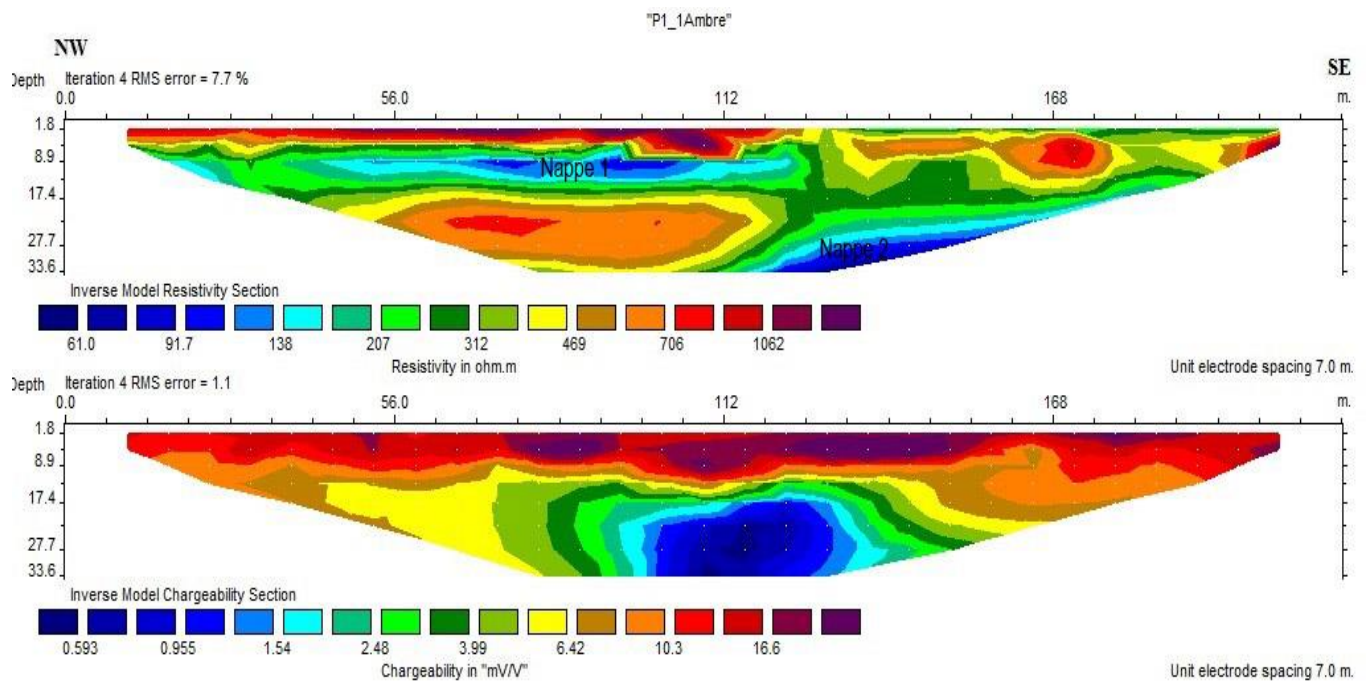 "P1_1Ambre"
NW
SE
Depth Iteration 4 RMS error = 7.7 %
0.0 56.0 112 168 m.
1.8
8.9
17.4
27.7
33.6
Nappe 1
Nappe 2
Inverse Model Resistivity Section
61.0 91.7 138 207 312 469 706 1062
Resistivity in ohm.m
Unit electrode spacing 7.0 m.
Depth Iteration 4 RMS error = 1.1
0.0 56.0 112 168 m.
1.8
8.9
17.4
27.7
33.6
Inverse Model Chargeability Section
0.593 0.955 1.54 2.48 3.99 6.42 10.3 16.6
Chargeability in "mV/V"
Unit electrode spacing 7.0 m.